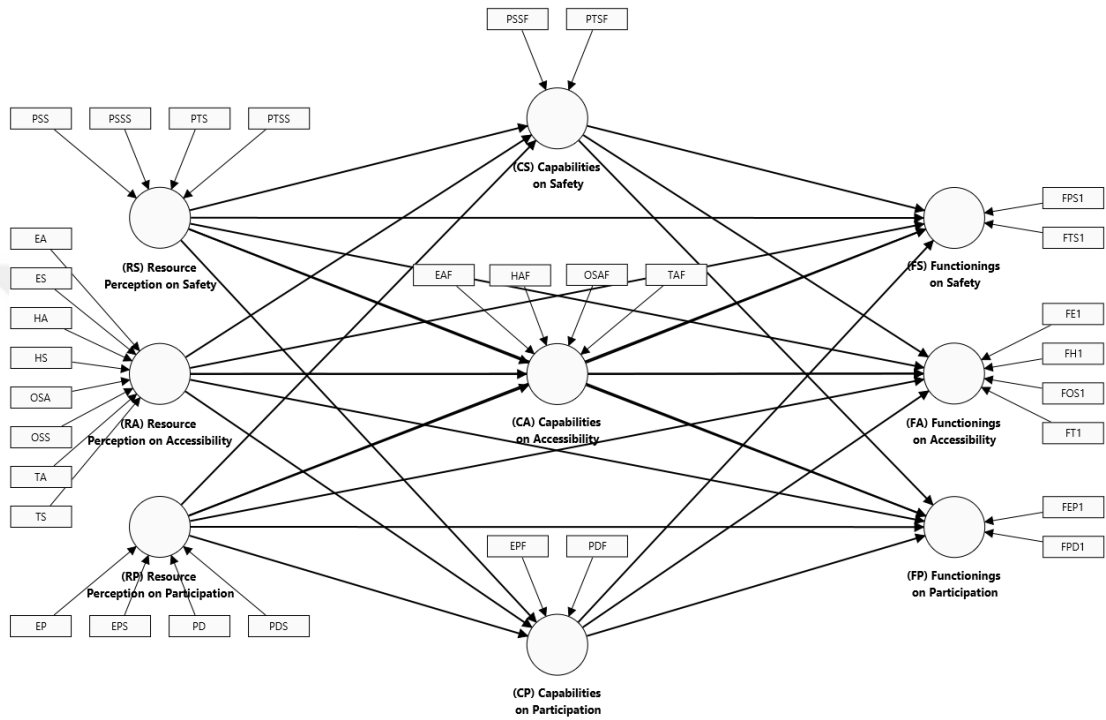 PSSF
PTSF
PSS
PSSS
PTS
PTSS
(CS) Capabilities
on Safety
FPS1
FTS1
EA
ES
HA
HS
OSA
OSS
TA
TS
(RS) Resource
Perception on Safety
EAF
HAF
OSAF
TAF
(FS) Functionings
on Safety
FE1
FH1
FOS1
FT1
(RA) Resource
Perception on Accessibility
(CA) Capabilities
on Accessibility
(FA) Functionings
on Accessibility
FEP1
FPD1
EPF
PDF
(RP) Resource
Perception on Participation
(FP) Functionings
on Participation
EP
EPS
PD
PDS
(CP) Capabilities
on Participation